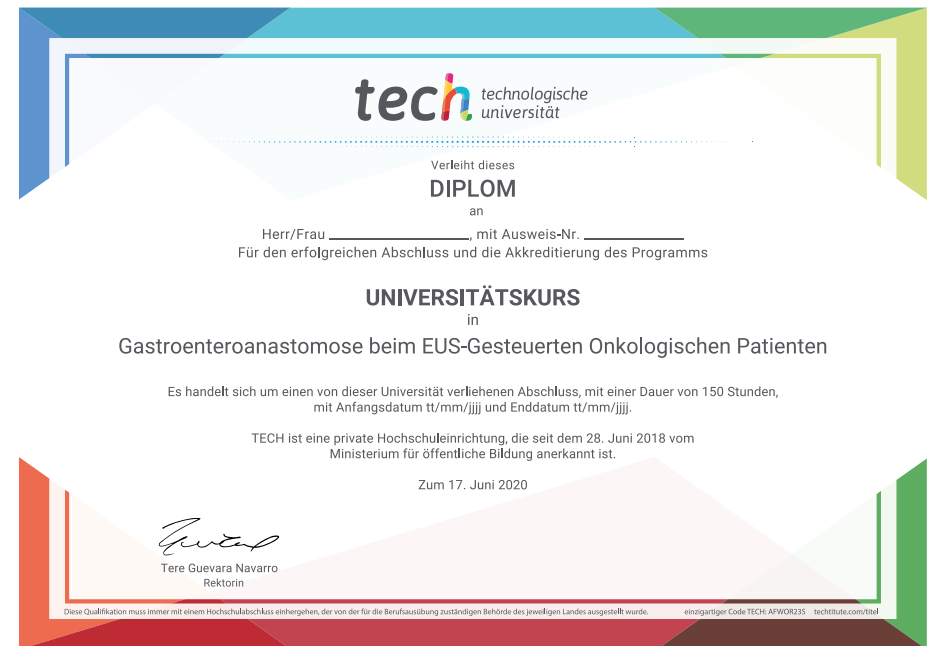 tech technologische
universität
Verleiht dieses
DIPLOM
an
Herr/Frau ____________, mit Ausweis-Nr. ____________
Für den erfolgreichen Abschluss und die Akkreditierung des Programms
UNIVERSITÄTSKURS
in
Gastroenteroanastomose beim EUS-Gesteuerten Onkologischen Patienten
Es handelt sich um einen von dieser Universität verliehenen Abschluss, mit einer Dauer von 150 Stunden,
mit Anfangsdatum tt/mm/jjjj und Enddatum tt/mm/jjjj.
TECH ist eine private Hochschuleinrichtung, die seit dem 28. Juni 2018 vom
Ministerium für öffentliche Bildung anerkannt ist.
Zum 17. Juni 2020
Tere Guevara Navarro
Rektorin
Diese Qualifikation muss immer mit einem Hochschulabschluss einhergehen, der von der für die Berufsausübung zuständigen Behörde des jeweiligen Landes ausgestellt wurde. einzigartiger Code TECH: AFWOR23S techtitute.com/titel